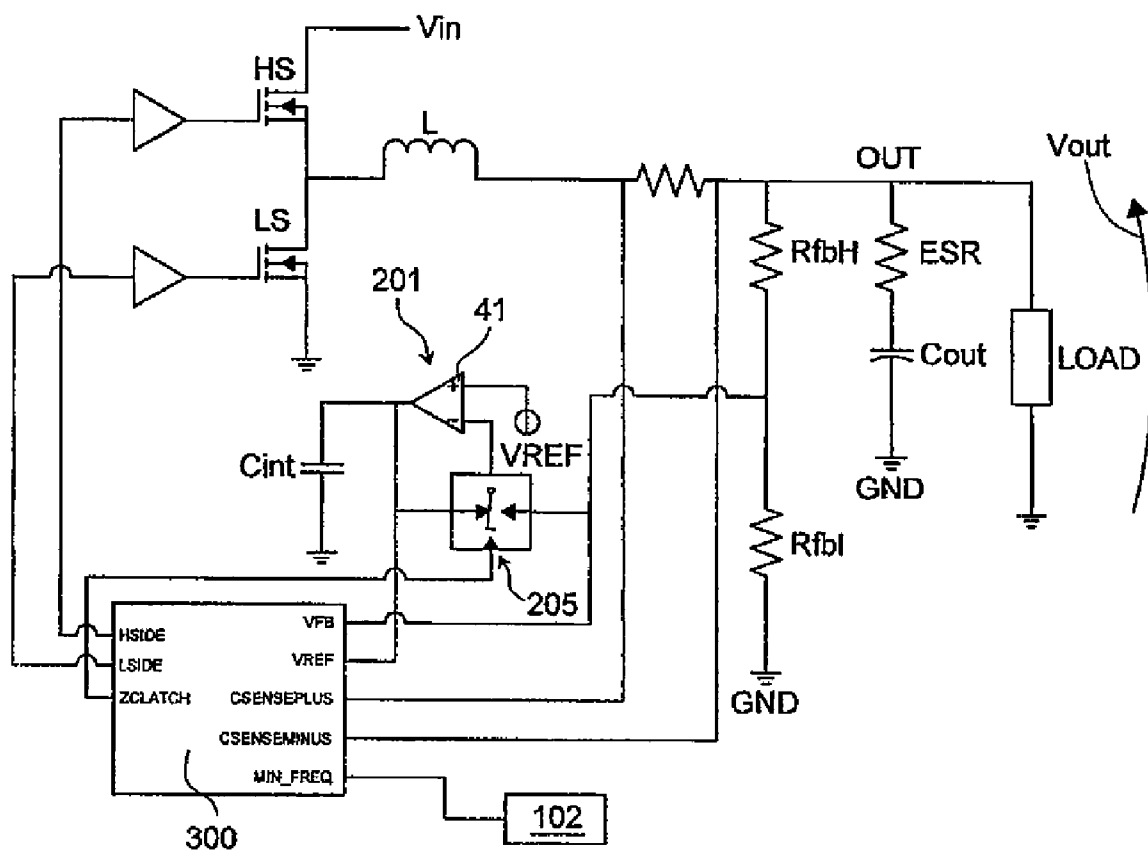 Vin
HS
L
OUT
Vout
LS
RfbH
ESR
201
41
Cout
LOAD
+
-
VREF
Cint
GND
Rfbl
205
HSIDE
VFB
LSIDE
VREF
ZCLATCH
CSENSEPLUS
GND
CSENSEMINUS
MIN_FREQ
300
102